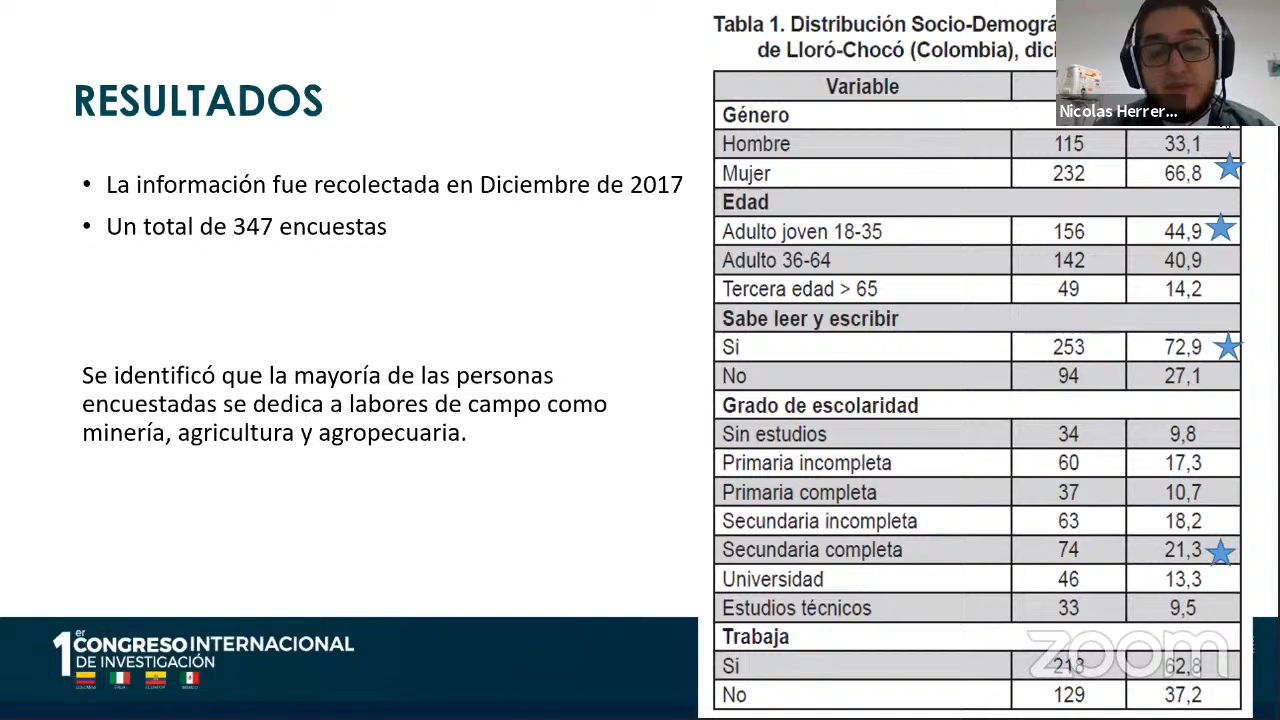 RESULTADOS
• La información fue recolectada en Diciembre de 2017
• Un total de 347 encuestas
Se identificó que la mayoría de las personas
encuestadas se dedica a labores de campo como
minería, agricultura y agropecuaria.
1er CONGRESO INTERNACIONAL
DE INVESTIGACIÓN
COLOMBIA ITALIA ECUADOR MEXICO
Tabla 1. Distribución
de Lloró-Chocó (Colombia),
Nicolas Herrer...
Variable
Género
Hombre 115 33,1
Mujer 232 66,8
Edad
Adulto joven 18-35 156 44,9
Adulto 36-64 142 40,9
Tercera edad > 65 49 14,2
Sabe leer y escribir
Si 253 72,9
No 94 27,1
Grado de escolaridad
Sin estudios 34 9,8
Primaria incompleta 60 17,3
Primaria completa 37 10,7
Secundaria incompleta 63 18,2
Secundaria completa 74 21,3
Universidad 46 13,3
Estudios técnicos 33 9,5
Trabaja
zoom
Si 218 62,8
No 129 37,2